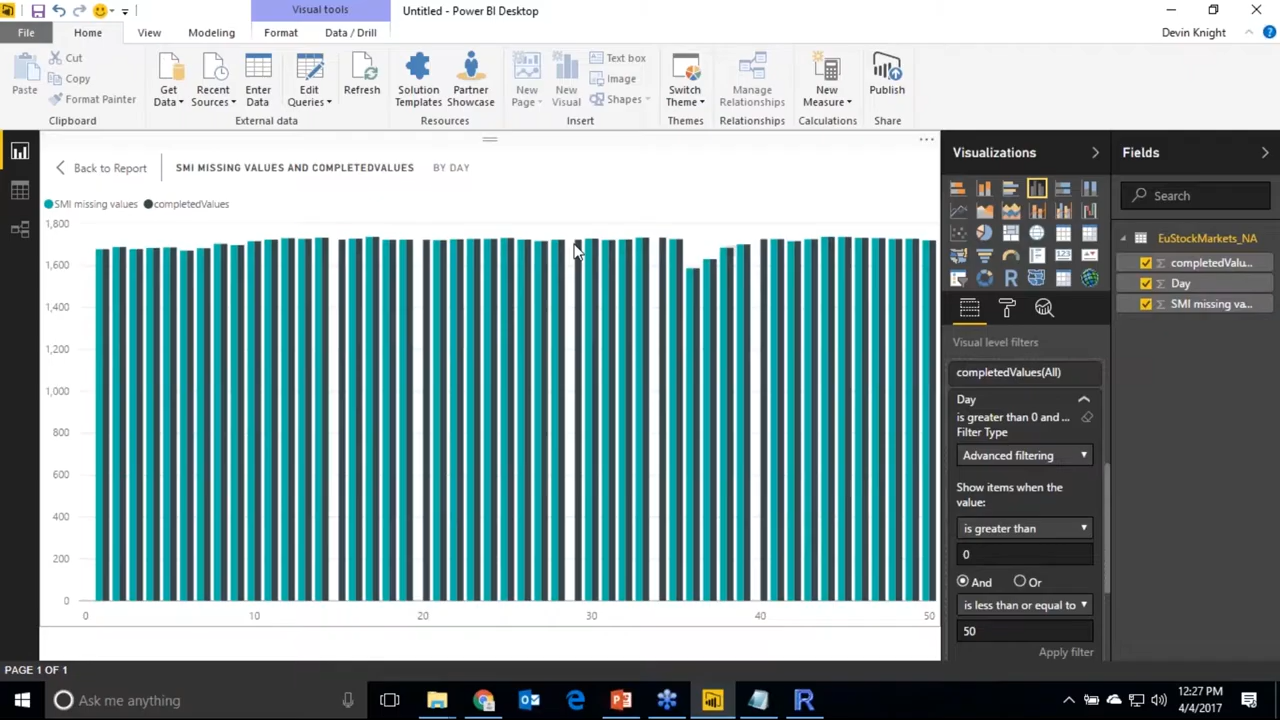 Visual tools
Untitled - Power BI Desktop
File
Home
View
Modeling
Format
Data / Drill
Devin Knight
Paste
Cut
Copy
Format Painter
Clipboard
Get Data
Recent Sources
Enter Data
Edit Queries
Refresh
External data
Solution Templates
Partner Showcase
Resources
New Page
New Visual
Text box
Image
Shapes
Insert
Switch Theme
Themes
Manage Relationships
Relationships
New Measure
Calculations
Publish
Share
Back to Report
SMI MISSING VALUES AND COMPLETEDVALUES
BY DAY
SMI missing values
completedValues
1,800
1,600
1,400
1,200
1,000
800
600
400
200
0
0
10
20
30
40
50
Visualizations
R
Visual level filters
completedValues(All)
Day
is greater than 0 and ...
Filter Type
Advanced filtering
Show items when the value:
is greater than
0
And
Or
is less than or equal to
50
Apply filter
Fields
Search
EuStockMarkets_NA
completedValu...
Day
SMI missing va...
PAGE 1 OF 1
Ask me anything
12:27 PM
4/4/2017